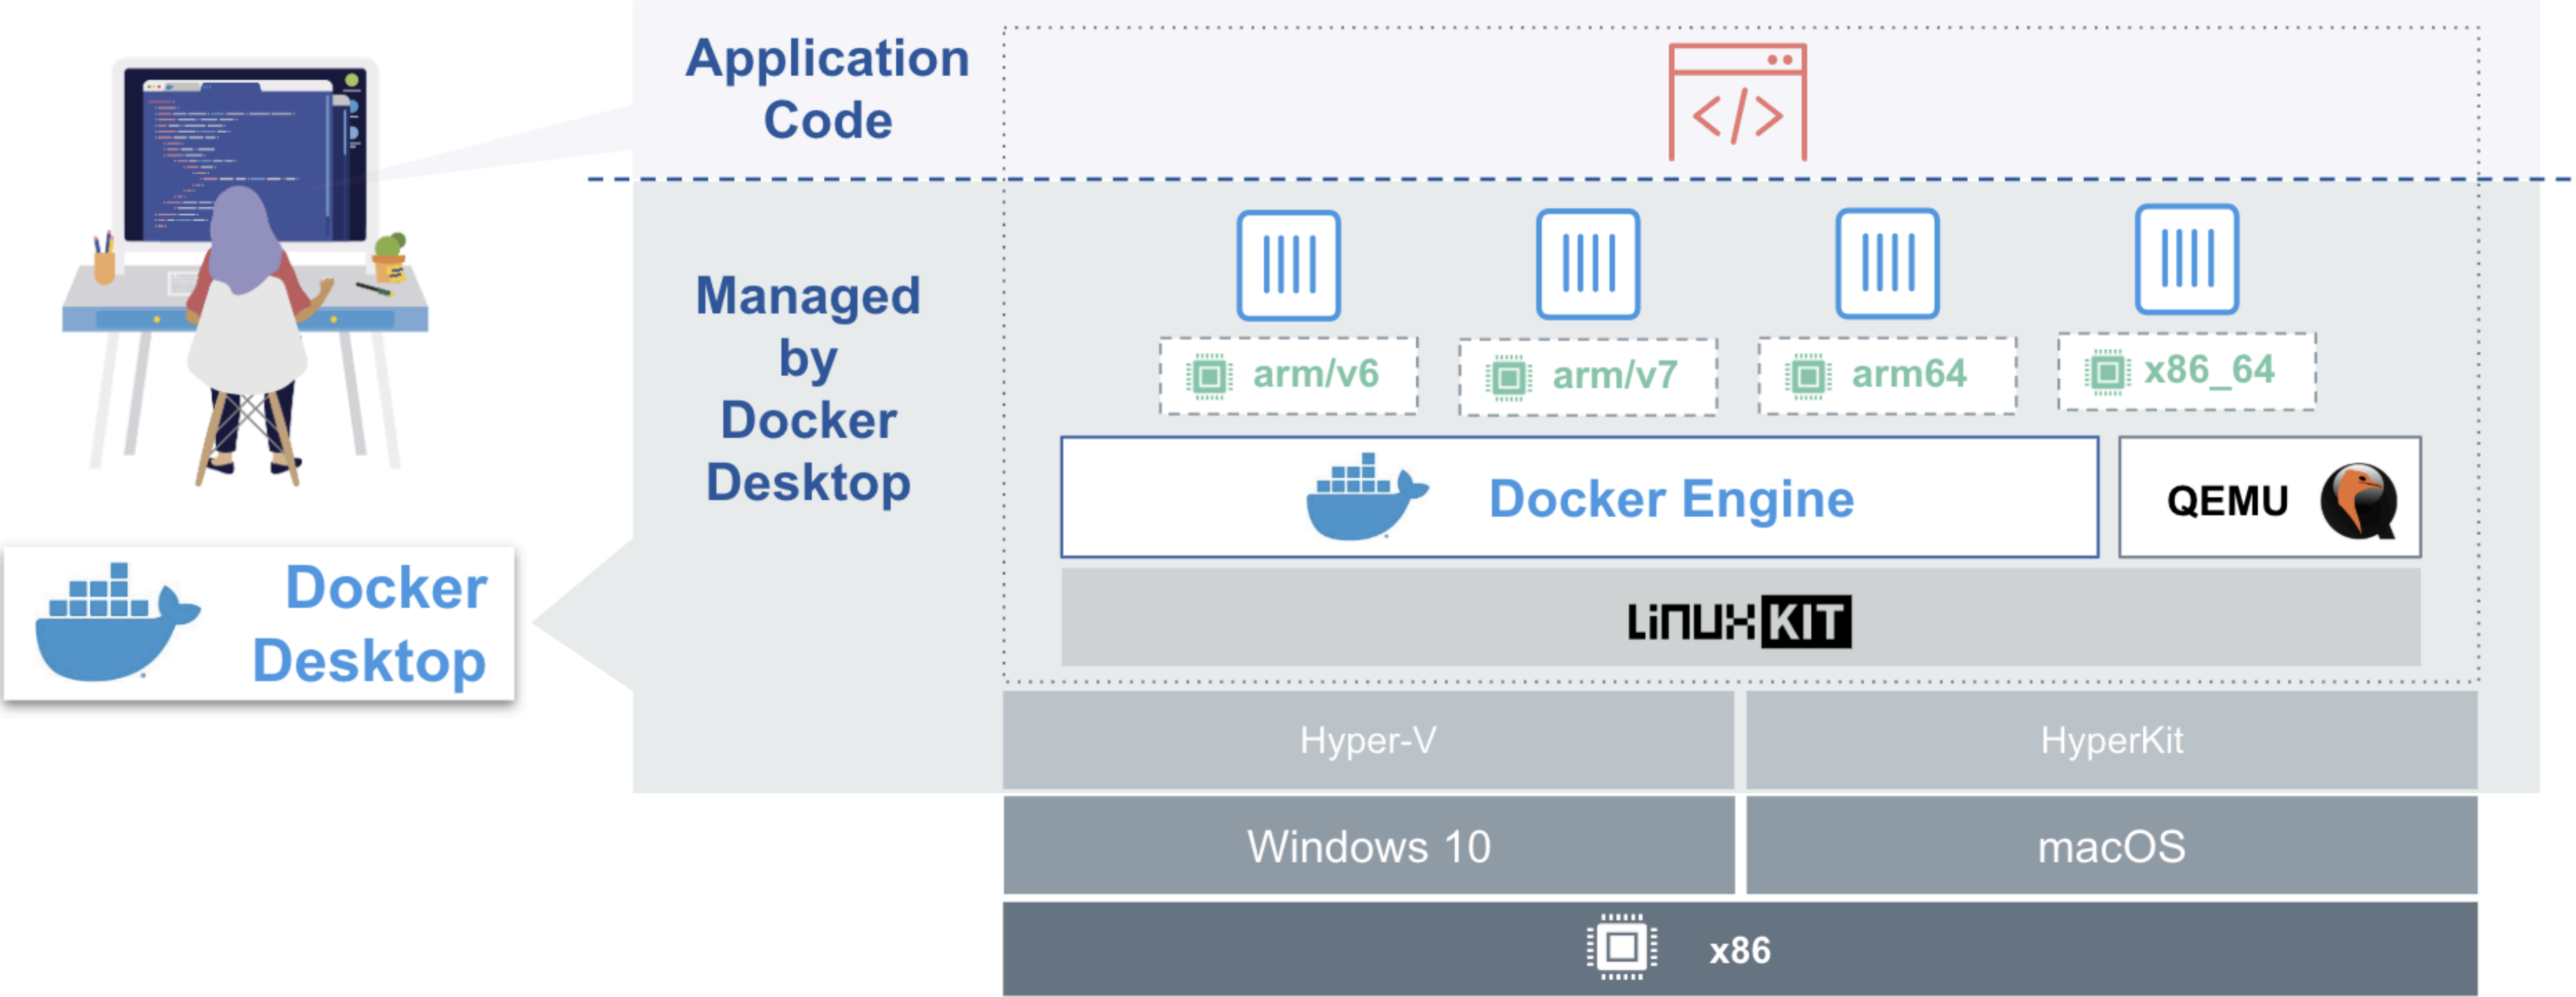 Application
Code
</>
Managed
by
Docker
Desktop
arm/v6
arm/v7
arm64
x86_64
Docker Engine
QEMU
LinuxKIT
Docker
Desktop
Hyper-V
HyperKit
Windows 10
macOS
x86